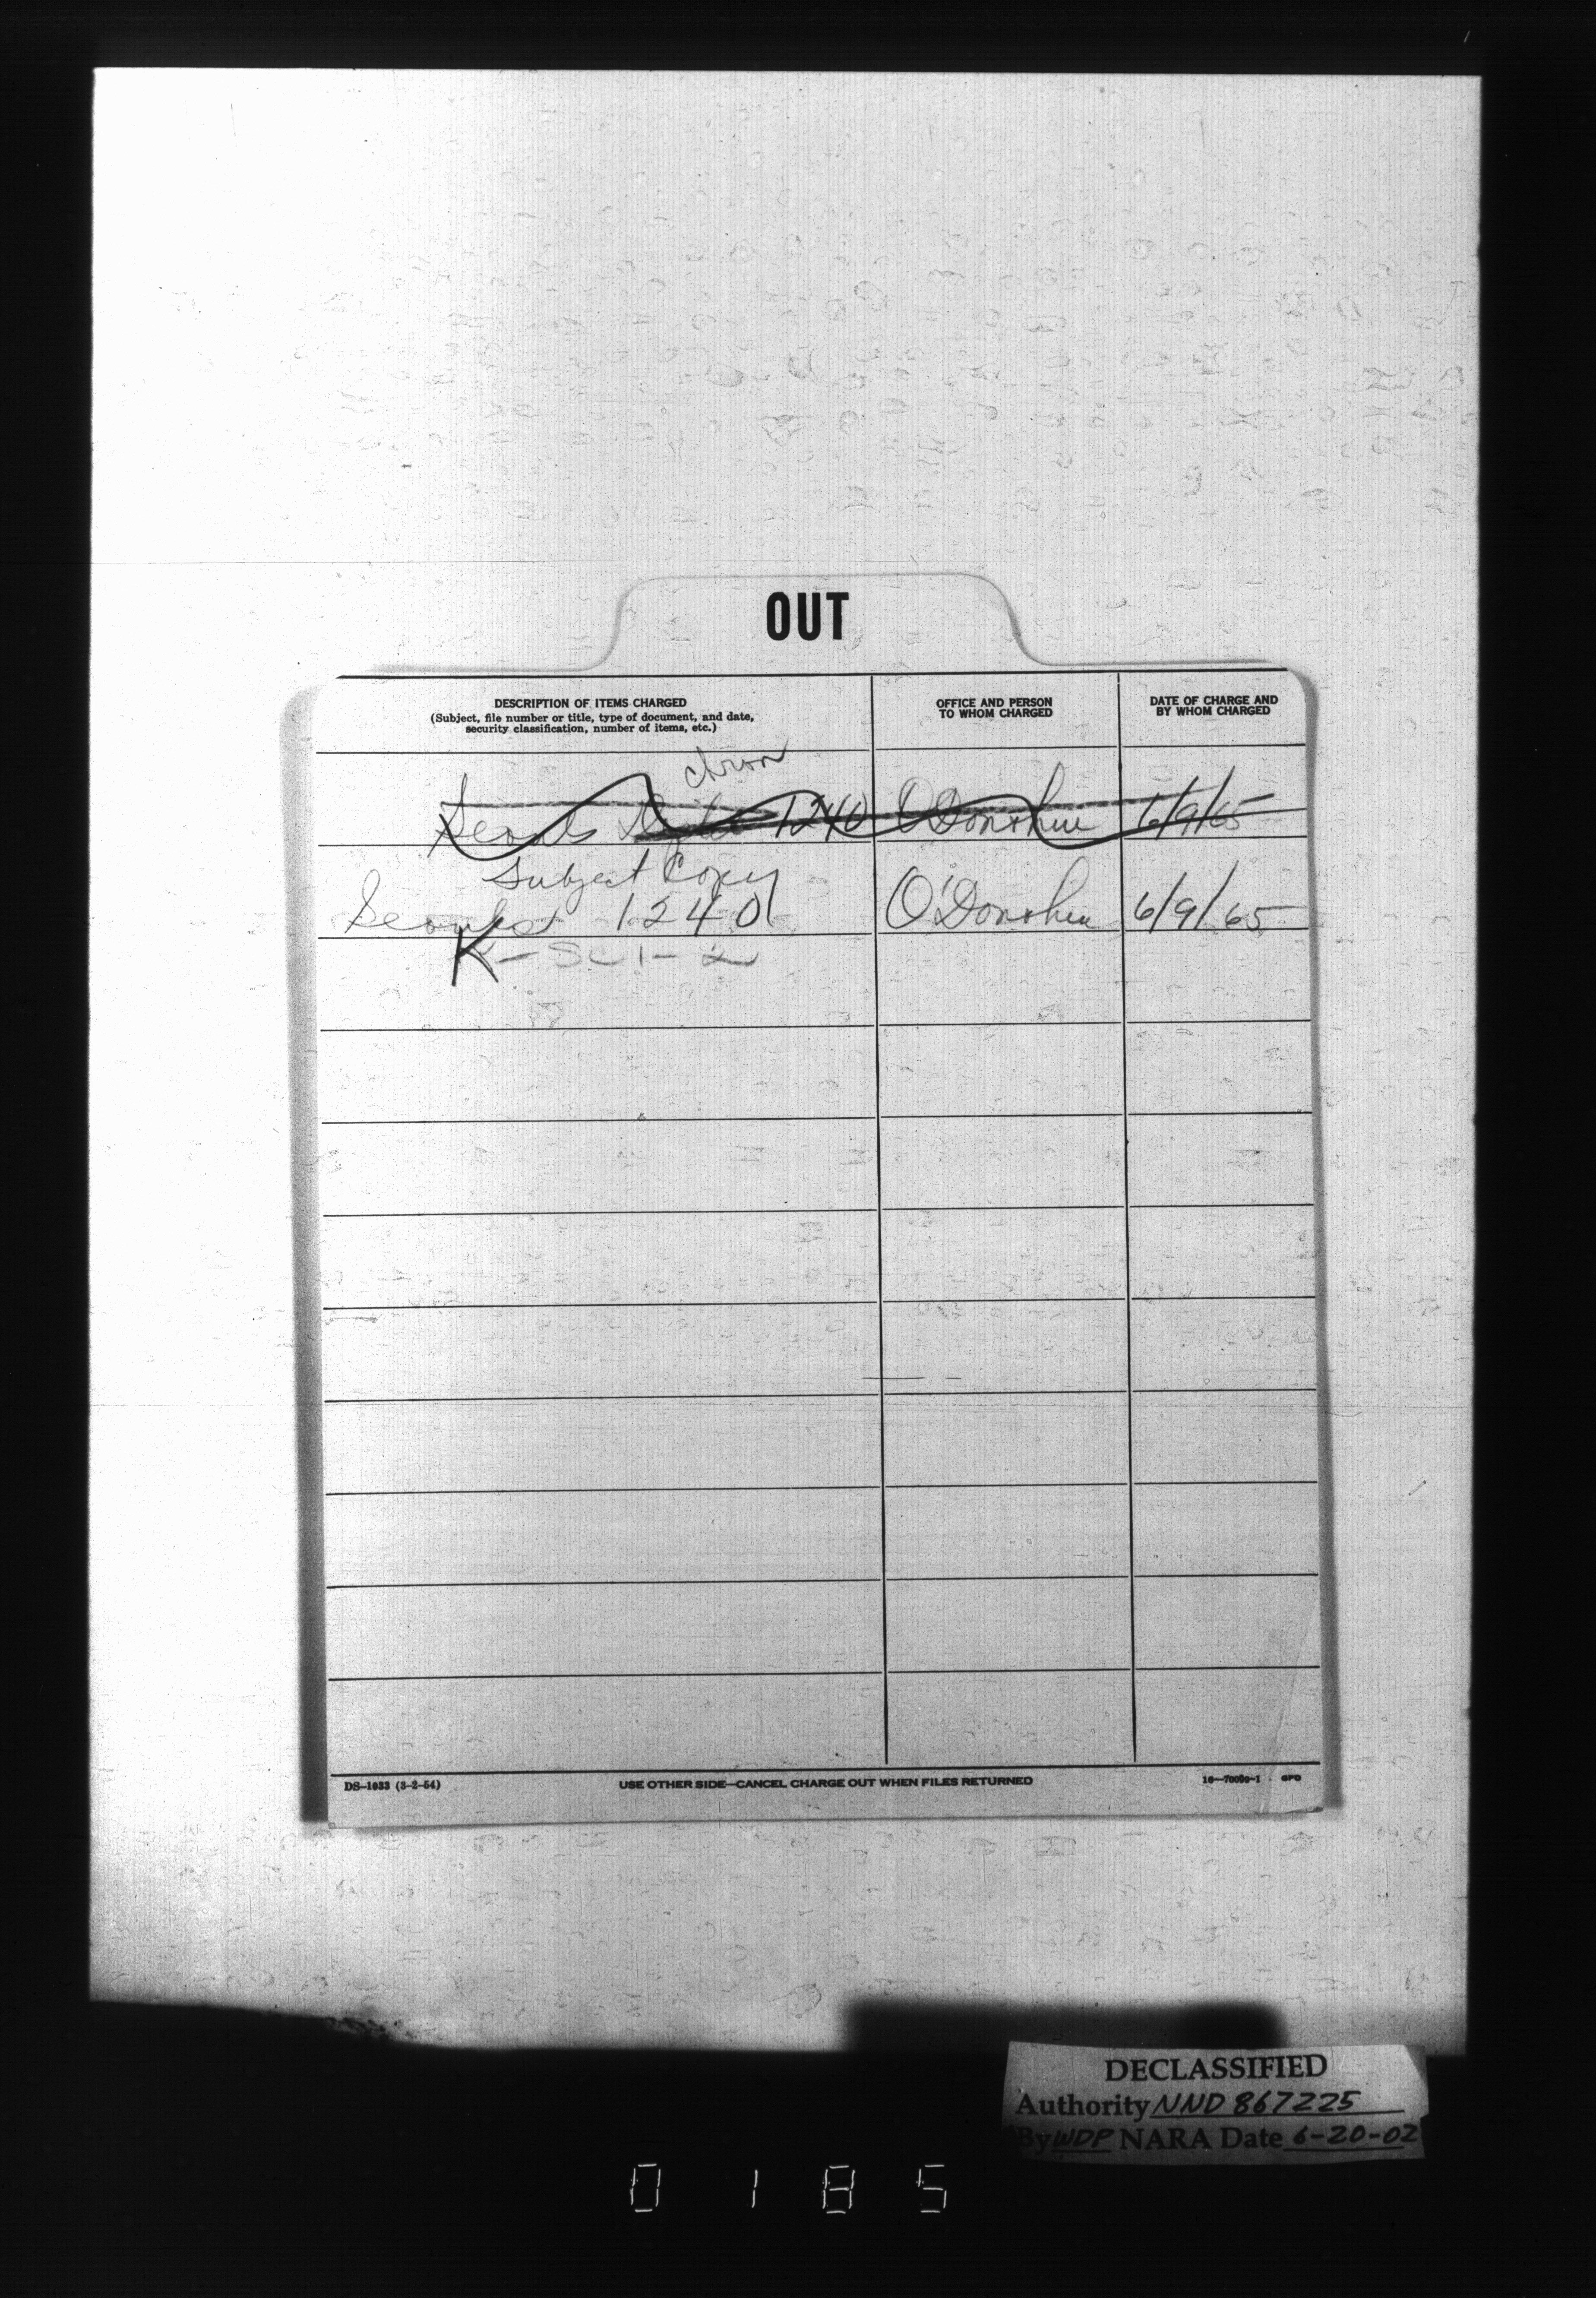 OUT
DESCRIPTION OF ITEMS CHARGED
(Subject, file number or title, type of document, and date,
security classification, number of items, etc.)
OFFICE AND PERSON
TO WHOM CHARGED
DATE OF CHARGE AND
BY WHOM CHARGED
chron
1240 O'Donohue 6/9/65
Subject Copy
1240 O'Donohue 6/9/65
K-SCI-2
DS-1033 (3-2-54)
USE OTHER SIDE—CANCEL CHARGE OUT WHEN FILES RETURNED
GPO
DECLASSIFIED
Authority NND 867225
By WDP NARA Date 6-20-02
0185